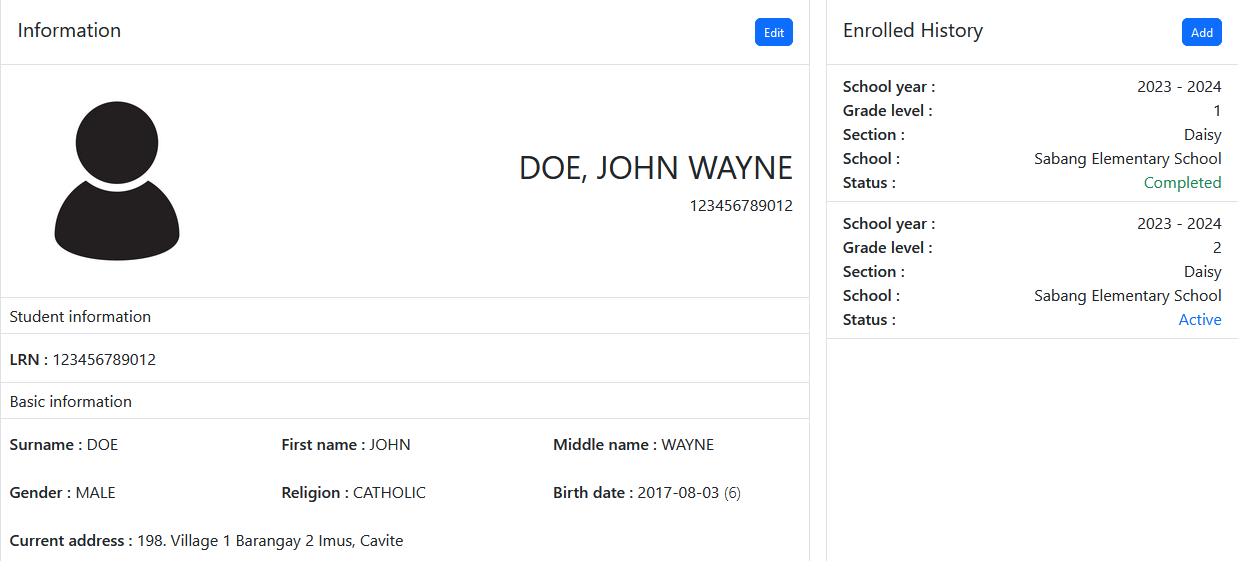 Information
Edit
DOE, JOHN WAYNE
123456789012
Student information
LRN : 123456789012
Basic information
Surname : DOE First name : JOHN Middle name : WAYNE
Gender : MALE Religion : CATHOLIC Birth date : 2017-08-03 (6)
Current address : 198. Village 1 Barangay 2 Imus, Cavite
Enrolled History
Add
School year : 2023 - 2024
Grade level : 1
Section : Daisy
School : Sabang Elementary School
Status : Completed
School year : 2023 - 2024
Grade level : 2
Section : Daisy
School : Sabang Elementary School
Status : Active